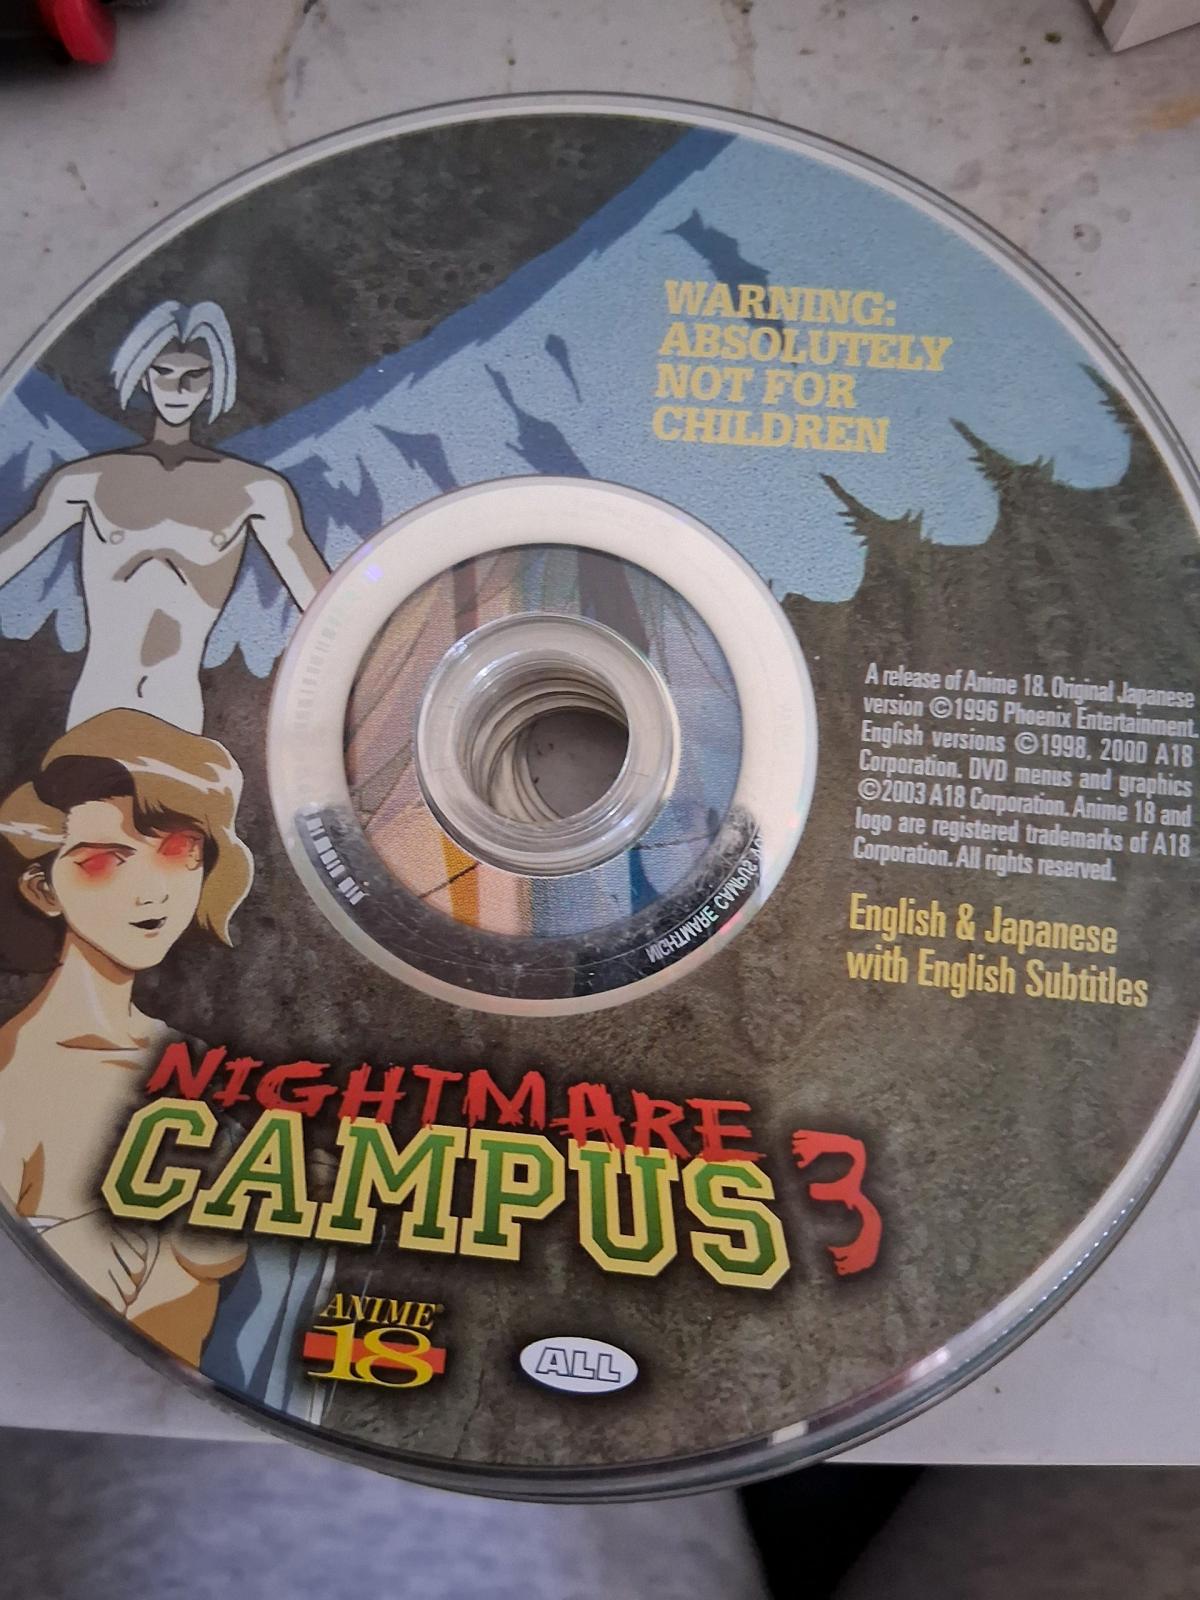 WARNING:
ABSOLUTELY
NOT FOR
CHILDREN
A release of Anime 18. Original Japanese
version ©1996 Phoenix Entertainment.
English versions ©1998, 2000 A18
Corporation. DVD menus and graphics
©2003 A18 Corporation. Anime 18 and
logo are registered trademarks of A18
Corporation. All rights reserved.
English & Japanese
with English Subtitles
NIGHTMARE CAMPUS
NIGHTMARE
CAMPUS 3
ANIME®
18
ALL